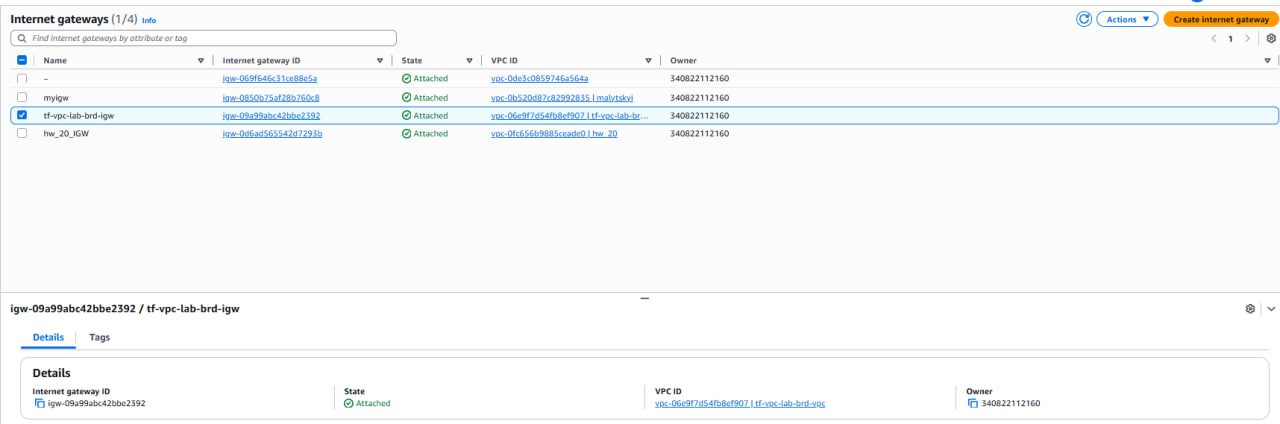 Internet gateways (1/4) Info
Actions
Create internet gateway
Find internet gateways by attribute or tag
1
Name Internet gateway ID State VPC ID Owner
– igw-069f646c31ce88e5a Attached vpc-0de3c0859746a564a 340822112160
myigw igw-0850b75af28b760c8 Attached vpc-0b520d87c82992835 | malytskyi 340822112160
tf-vpc-lab-brd-igw igw-09a99abc42bbe2392 Attached vpc-06e9f7d54fb8ef907 | tf-vpc-lab-br... 340822112160
hw_20_IGW igw-0d6ad565542d7293b Attached vpc-0fc656b9885ceade0 | hw_20 340822112160
igw-09a99abc42bbe2392 / tf-vpc-lab-brd-igw
Details Tags
Details
Internet gateway ID State VPC ID Owner
igw-09a99abc42bbe2392 Attached vpc-06e9f7d54fb8ef907 | tf-vpc-lab-brd-vpc 340822112160